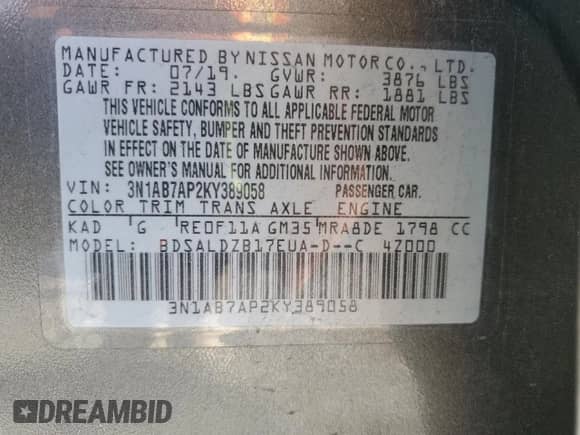 MANUFACTURED BY NISSAN MOTOR CO., LTD.
DATE: 07/19. GVWR: 3876 LBS
GAWR FR: 2143 LBS GAWR RR: 1881 LBS
THIS VEHICLE CONFORMS TO ALL APPLICABLE FEDERAL MOTOR
VEHICLE SAFETY, BUMPER AND THEFT PREVENTION STANDARDS
IN EFFECT ON THE DATE OF MANUFACTURE SHOWN ABOVE.
SEE OWNER'S MANUAL FOR ADDITIONAL INFORMATION.
VIN: 3N1AB7AP2KY389058 PASSENGER CAR.
COLOR TRIM TRANS AXLE ENGINE
KAD G RE0F11A GM35 MRA8DE 1798 CC
MODEL: BDSALDZB17EUA-D--C 4Z000
3N1AB7AP2KY389058
DREAMBID